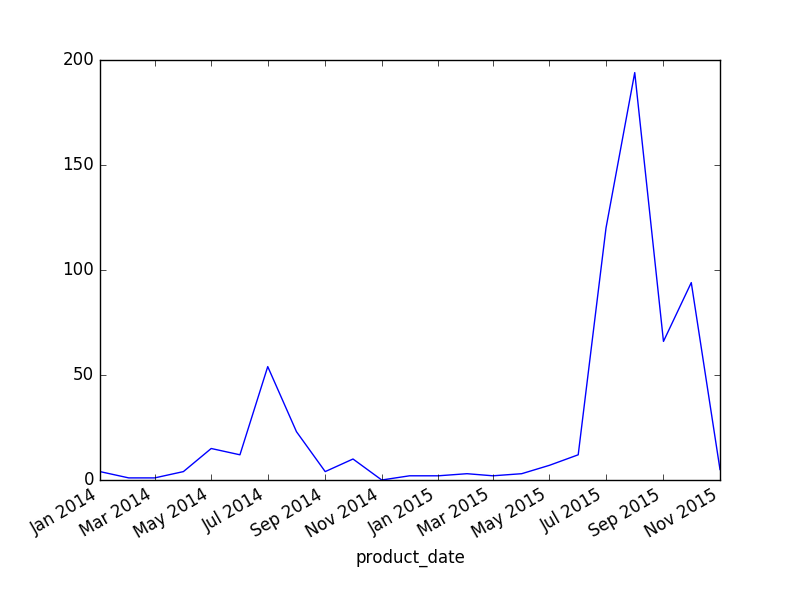 200
150
100
50
0
Jan 2014
Mar 2014
May 2014
Jul 2014
Sep 2014
Nov 2014
Jan 2015
Mar 2015
May 2015
Jul 2015
Sep 2015
Nov 2015
product_date